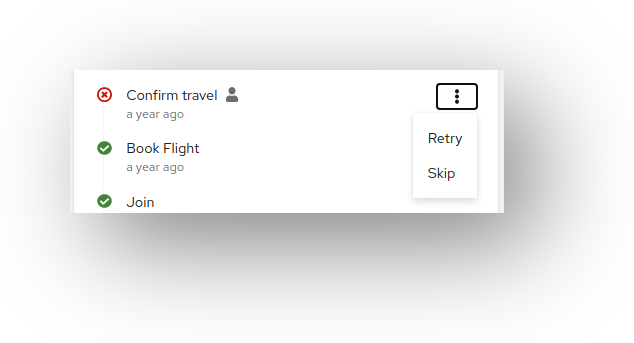 Confirm travel
a year ago
Retry
Book Flight
a year ago
Skip
Join